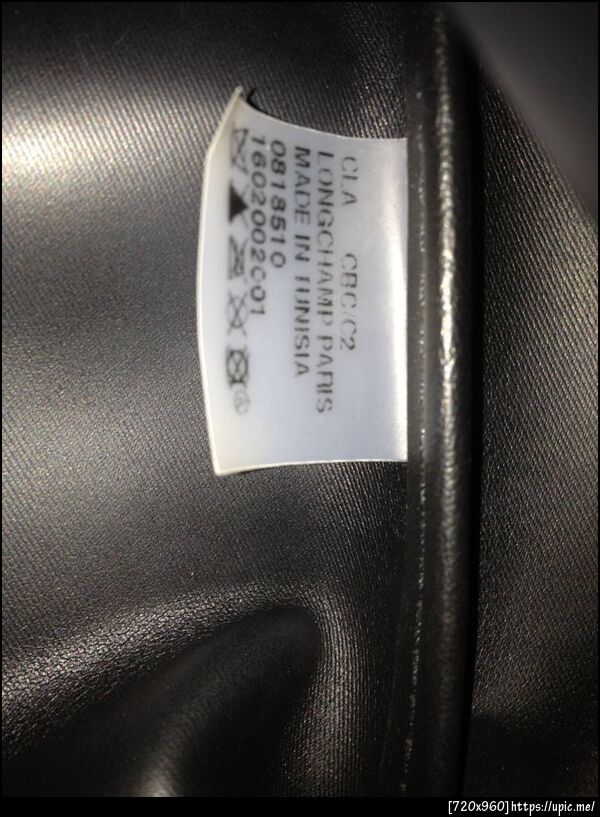 CLA CBC/C2
LONGCHAMP PARIS
MADE IN TUNISIA
0818510
1602002C01
[720x960]https://upic.me/